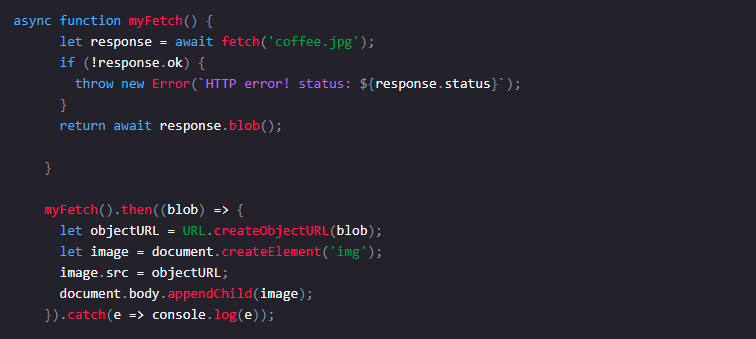 async function myFetch() {
let response = await fetch('coffee.jpg');
if (!response.ok) {
throw new Error(`HTTP error! status: ${response.status}`);
}
return await response.blob();
}
myFetch().then((blob) => {
let objectURL = URL.createObjectURL(blob);
let image = document.createElement('img');
image.src = objectURL;
document.body.appendChild(image);
}).catch(e => console.log(e));